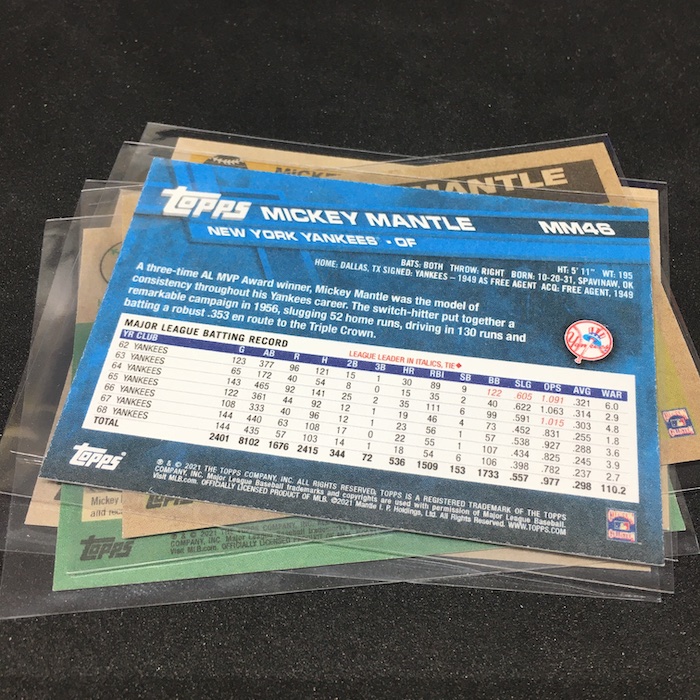 MICKEY
MANTLE
TOPPS MICKEY MANTLE MM46
NEW YORK YANKEES® • OF
BATS: BOTH THROW: RIGHT BORN: 10-20-31, SPAVINAW, OK HT: 5' 11" WT: 195
HOME: DALLAS, TX SIGNED: YANKEES – 1949 AS FREE AGENT ACQ: FREE AGENT, 1949
A three-time AL MVP Award winner, Mickey Mantle was the model of
consistency throughout his Yankees career. The switch-hitter put together a
remarkable campaign in 1956, slugging 52 home runs, driving in 130 runs and
batting a robust .353 en route to the Triple Crown.
MAJOR LEAGUE BATTING RECORD LEAGUE LEADER IN ITALICS, TIE♦
YR CLUB G AB R H 2B 3B HR RBI SB BB SLG OPS AVG WAR
62 YANKEES 123 377 96 121 15 1 30 89 9 122 .605 1.091 .321 6.0
63 YANKEES 65 172 40 54 8 0 15 35 2 40 .622 1.063 .314 2.9
64 YANKEES 143 465 92 141 25 2 35 111 6 99 .591 1.015 .303 4.8
65 YANKEES 122 361 44 92 12 1 19 46 4 73 .452 .831 .255 1.8
66 YANKEES 108 333 40 96 12 1 23 56 1 57 .538 .927 .288 3.6
67 YANKEES 144 440 63 108 17 0 22 55 1 107 .434 .825 .245 2.9
68 YANKEES 144 435 57 103 14 1 18 54 6 106 .398 .782 .237 2.7
TOTAL 2401 8102 1676 2415 344 72 536 1509 153 1733 .557 .977 .298 110.2
TOPPS ® & © 2021 THE TOPPS COMPANY, INC. ALL RIGHTS RESERVED. TOPPS IS A REGISTERED TRADEMARK OF THE TOPPS
COMPANY, INC. Major League Baseball trademarks and copyrights are used with permission of Major League Baseball.
Visit MLB.com. OFFICIALLY LICENSED PRODUCT OF MLB. ©2021 Mantle I. P. Holdings, Ltd. All Rights Reserved. WWW.TOPPS.COM
Mickey
TOPPS
® & © 2021
COMPANY, INC. Major League
Visit MLB.com. OFFICIALLY LICENSED